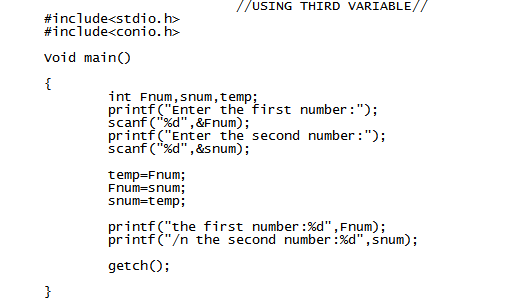 //USING THIRD VARIABLE//
#include<stdio.h>
#include<conio.h>
Void main()
{
int Fnum,snum,temp;
printf("Enter the first number:");
scanf("%d",&Fnum);
printf("Enter the second number:");
scanf("%d",&snum);
temp=Fnum;
Fnum=snum;
snum=temp;
printf("the first number:%d",Fnum);
printf("/n the second number:%d",snum);
getch();
}